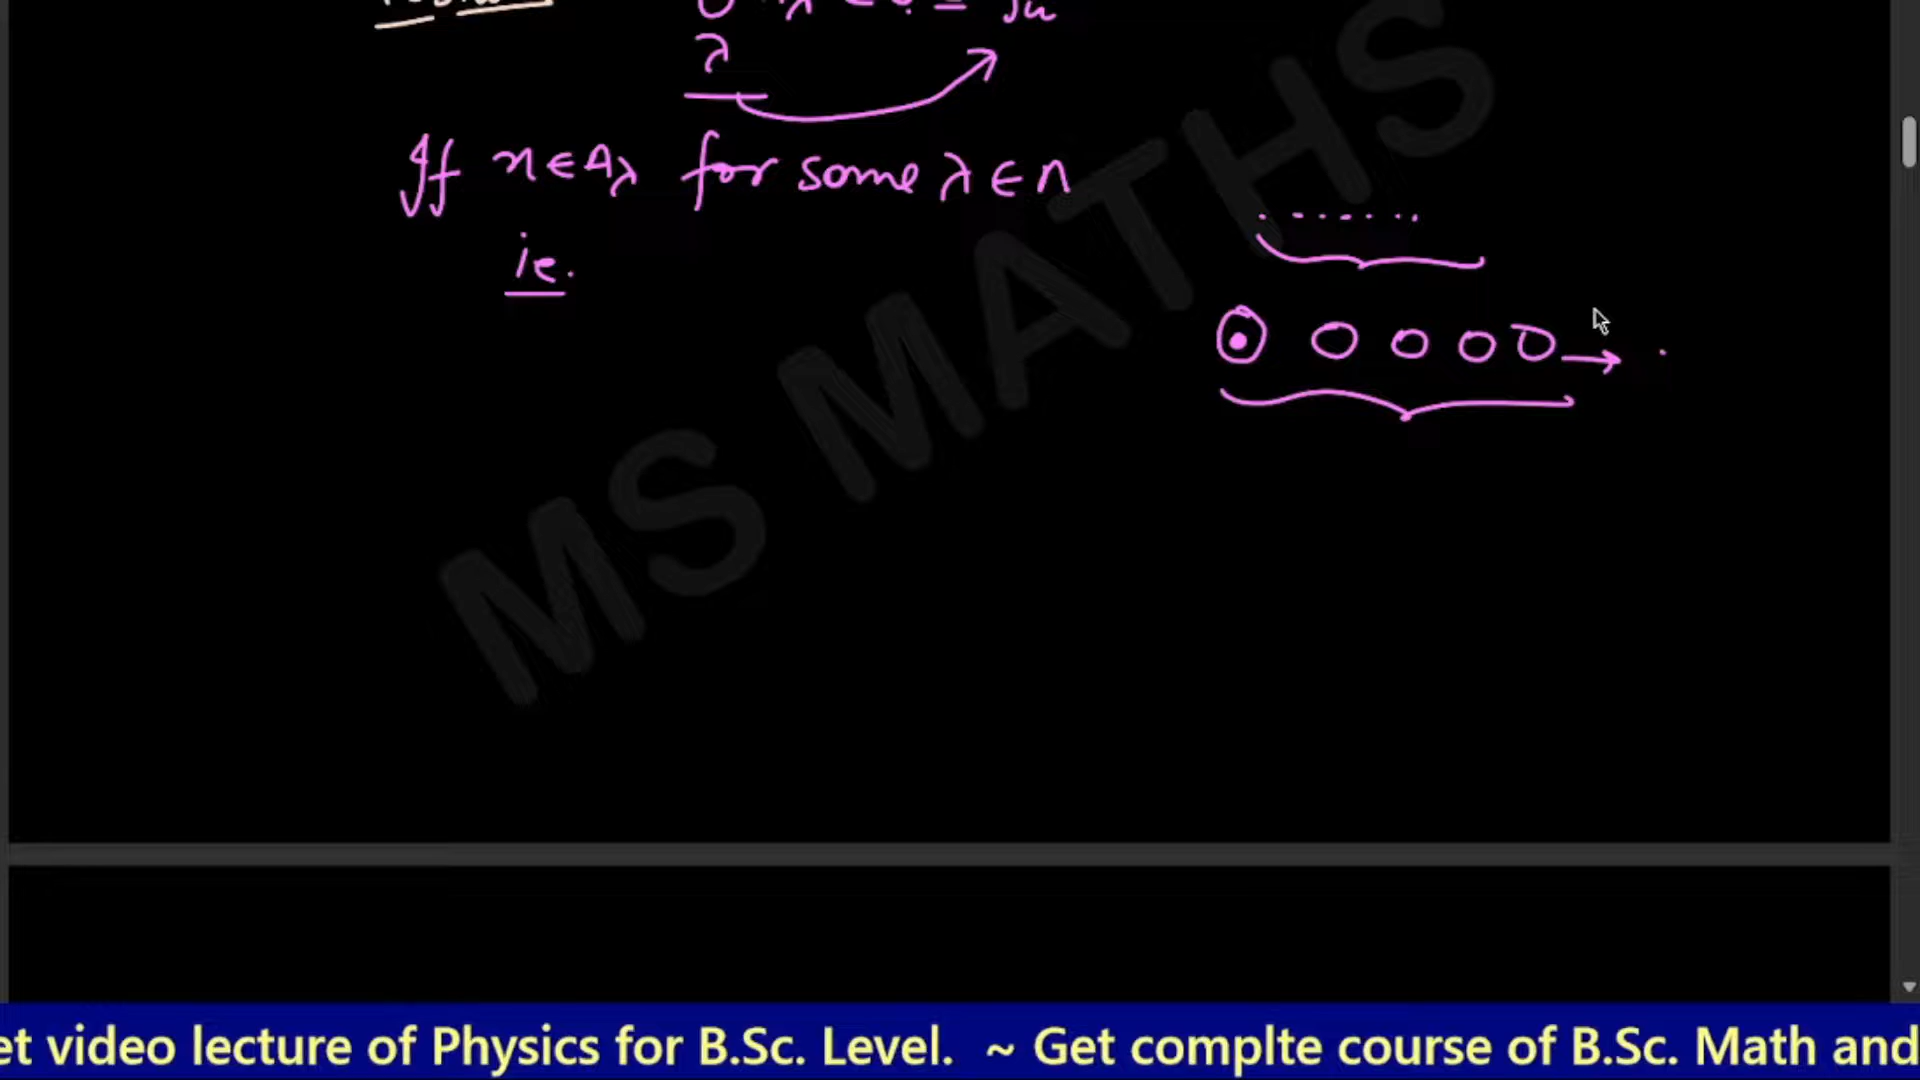 λ
If x ∈ Aλ for some λ ∈ Λ
ie.
MS MATHS
et video lecture of Physics for B.Sc. Level. ~ Get complte course of B.Sc. Math and